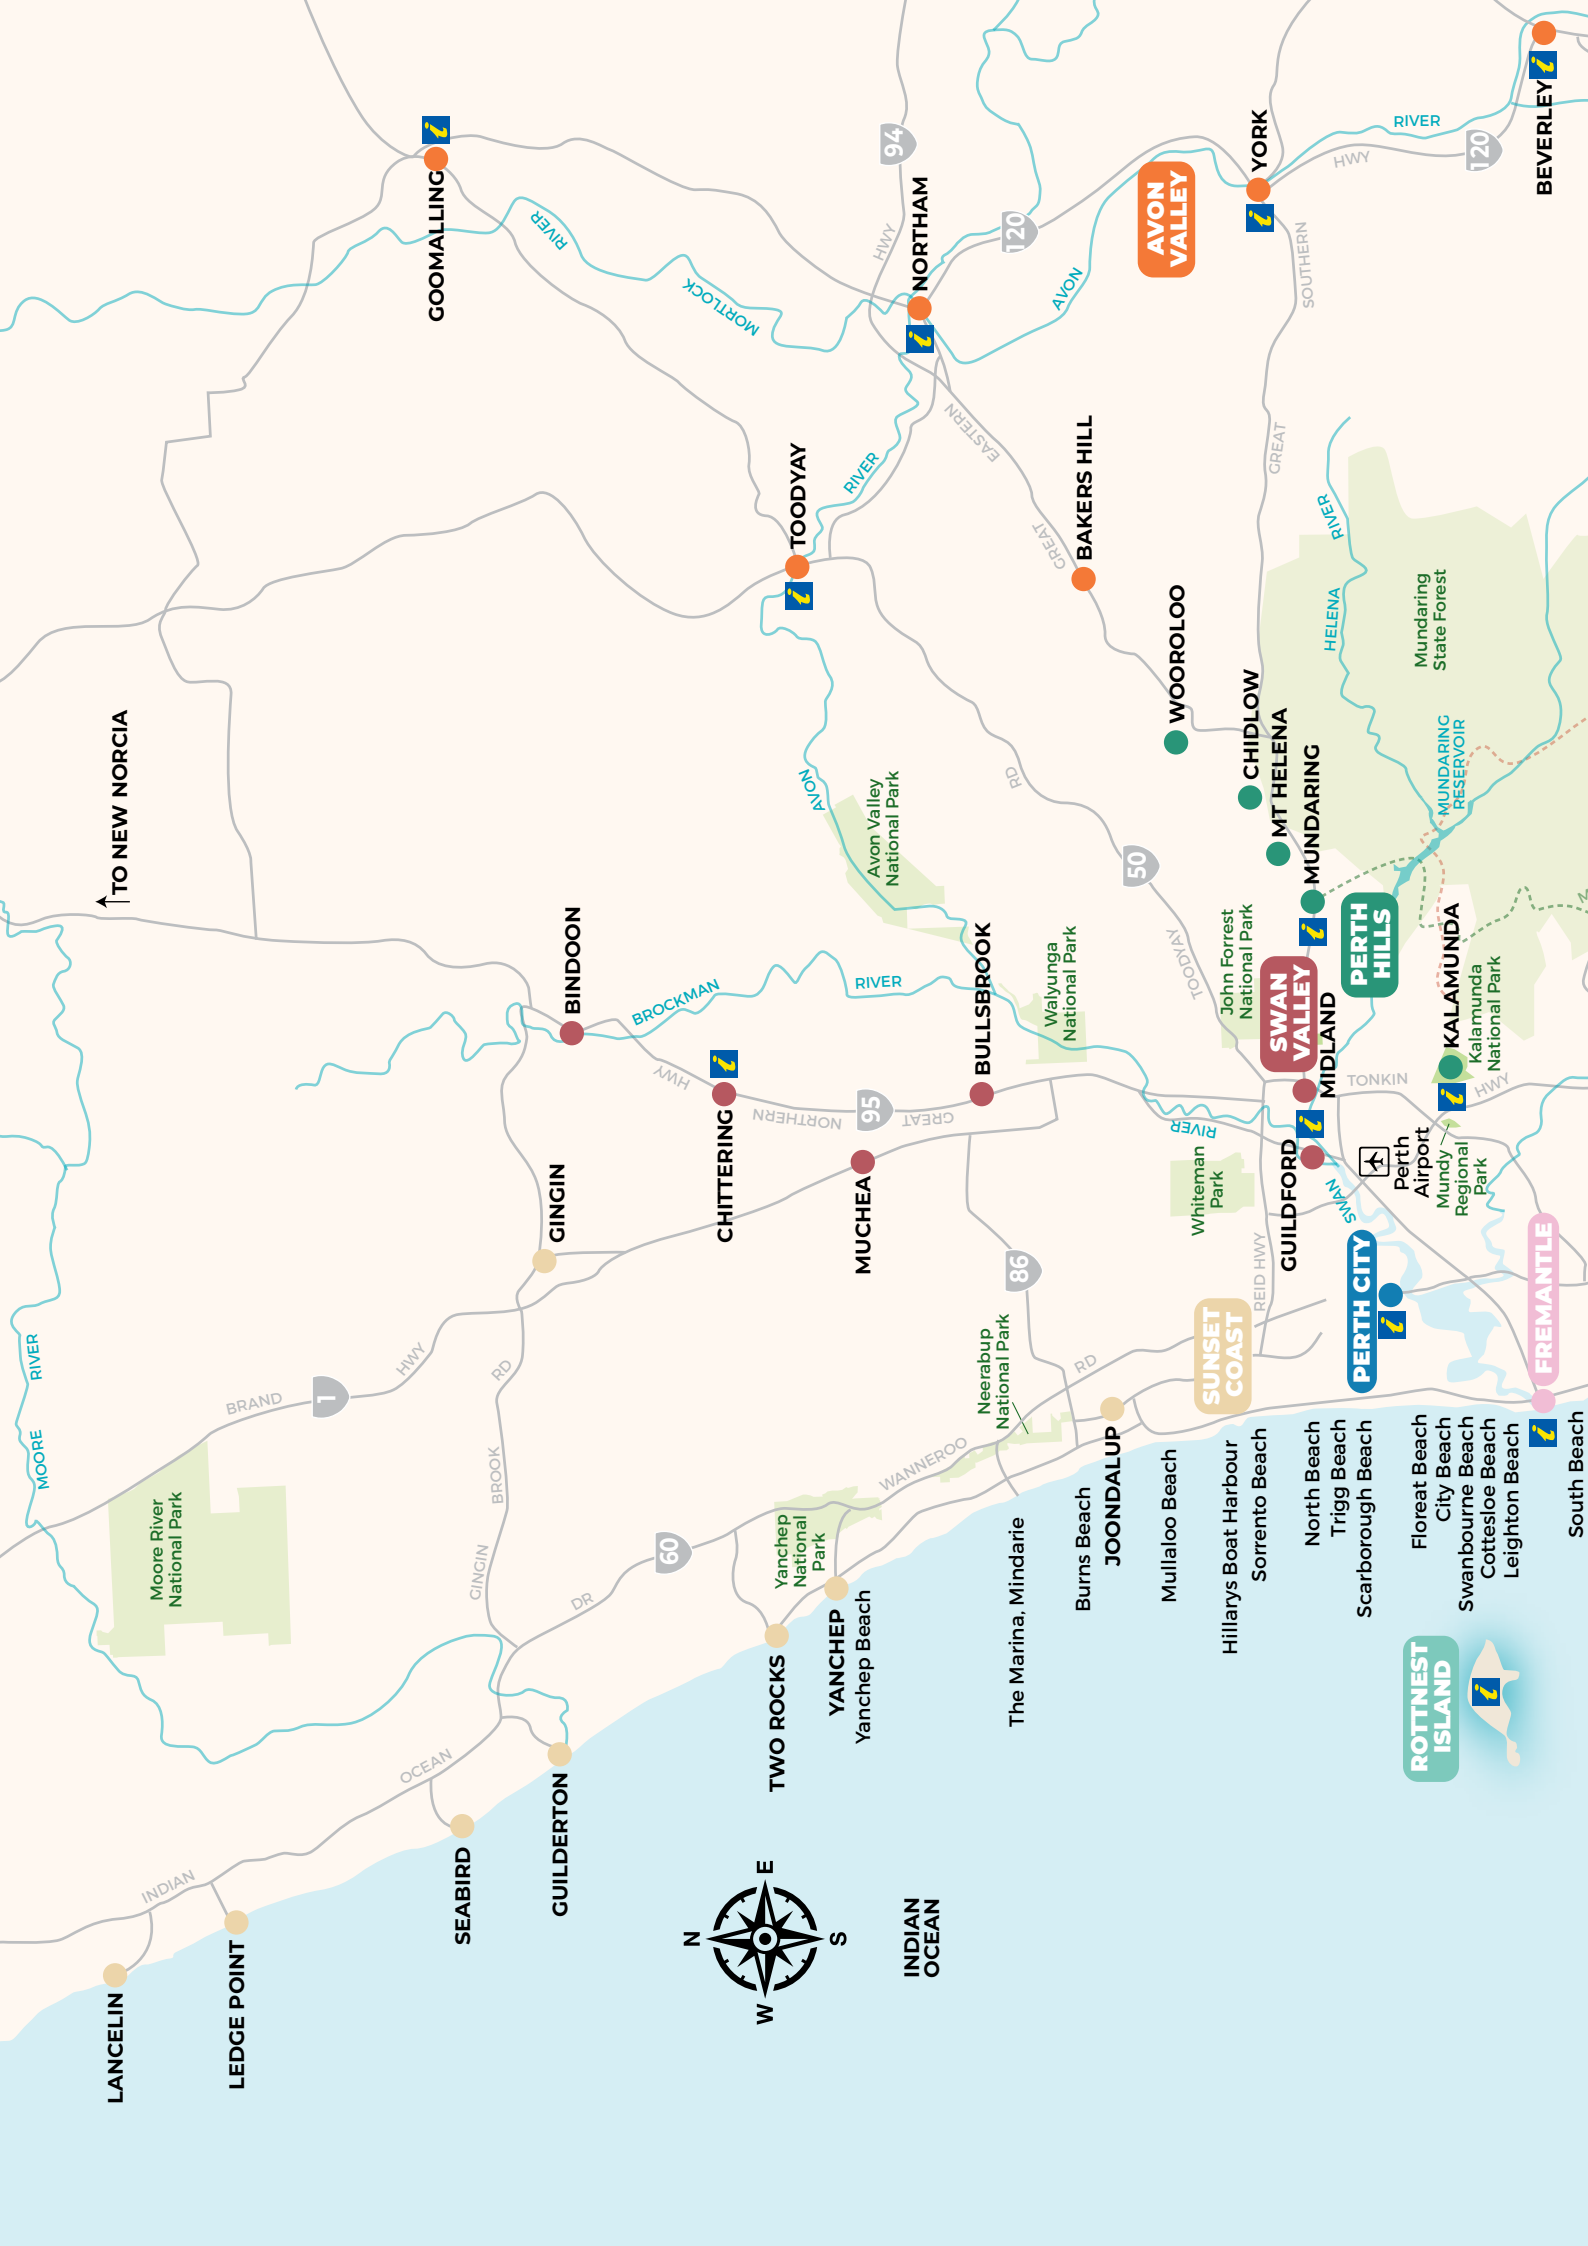 TO NEW NORCIA
GOOMALLING
RIVER
MORTLOCK
94
HWY
NORTHAM
120
AVON
AVON
VALLEY
YORK
RIVER
HWY
120
BEVERLEY
SOUTHERN
GREAT
TOODYAY
RIVER
EASTERN
GREAT
BAKERS HILL
WOOROLOO
CHIDLOW
MT HELENA
MUNDARING
RIVER
HELENA
Mundaring
State Forest
MUNDARING
RESERVOIR
AVON
Avon Valley
National Park
RD
50
TOODYAY
John Forrest
National Park
SWAN
VALLEY
PERTH
HILLS
MIDLAND
KALAMUNDA
Kalamunda
National Park
TONKIN
HWY
BINDOON
BROCKMAN
RIVER
BULLSBROOK
Walyunga
National Park
HWY
CHITTERING
NORTHERN
95
GREAT
MUCHEA
GINGIN
RIVER
Whiteman
Park
GUILDFORD
SWAN
Perth
Airport
Mundy
Regional
Park
REID HWY
86
PERTH CITY
FREMANTLE
SUNSET
COAST
RIVER
MOORE
BRAND
1
HWY
RD
BROOK
GINGIN
Moore River
National Park
Neerabup
National Park
RD
WANNEROO
60
DR
Yanchep
National
Park
JOONDALUP
Burns Beach
The Marina, Mindarie
Mullaloo Beach
Hillarys Boat Harbour
Sorrento Beach
North Beach
Trigg Beach
Scarborough Beach
Floreat Beach
City Beach
Swanbourne Beach
Cottesloe Beach
Leighton Beach
South Beach
TWO ROCKS
YANCHEP
Yanchep Beach
ROTTNEST
ISLAND
OCEAN
INDIAN
GUILDERTON
SEABIRD
LEDGE POINT
LANCELIN
N
E
S
W
INDIAN
OCEAN
i
i
i
i
i
i
i
i
i
i
i
i